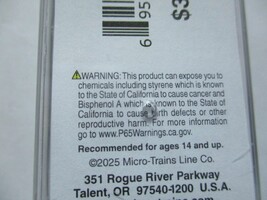 6 95
$3
⚠WARNING: This product can expose you to
chemicals including styrene which is known
to the State of California to cause cancer and
Bisphenol A which is known to the State of
California to cause birth defects or other
reproductive harm. For more information
go to www.P65Warnings.ca.gov.
Recommended for ages 14 and up.
©2025 Micro-Trains Line Co.
351 Rogue River Parkway
Talent, OR 97540-1200 U.S.A.